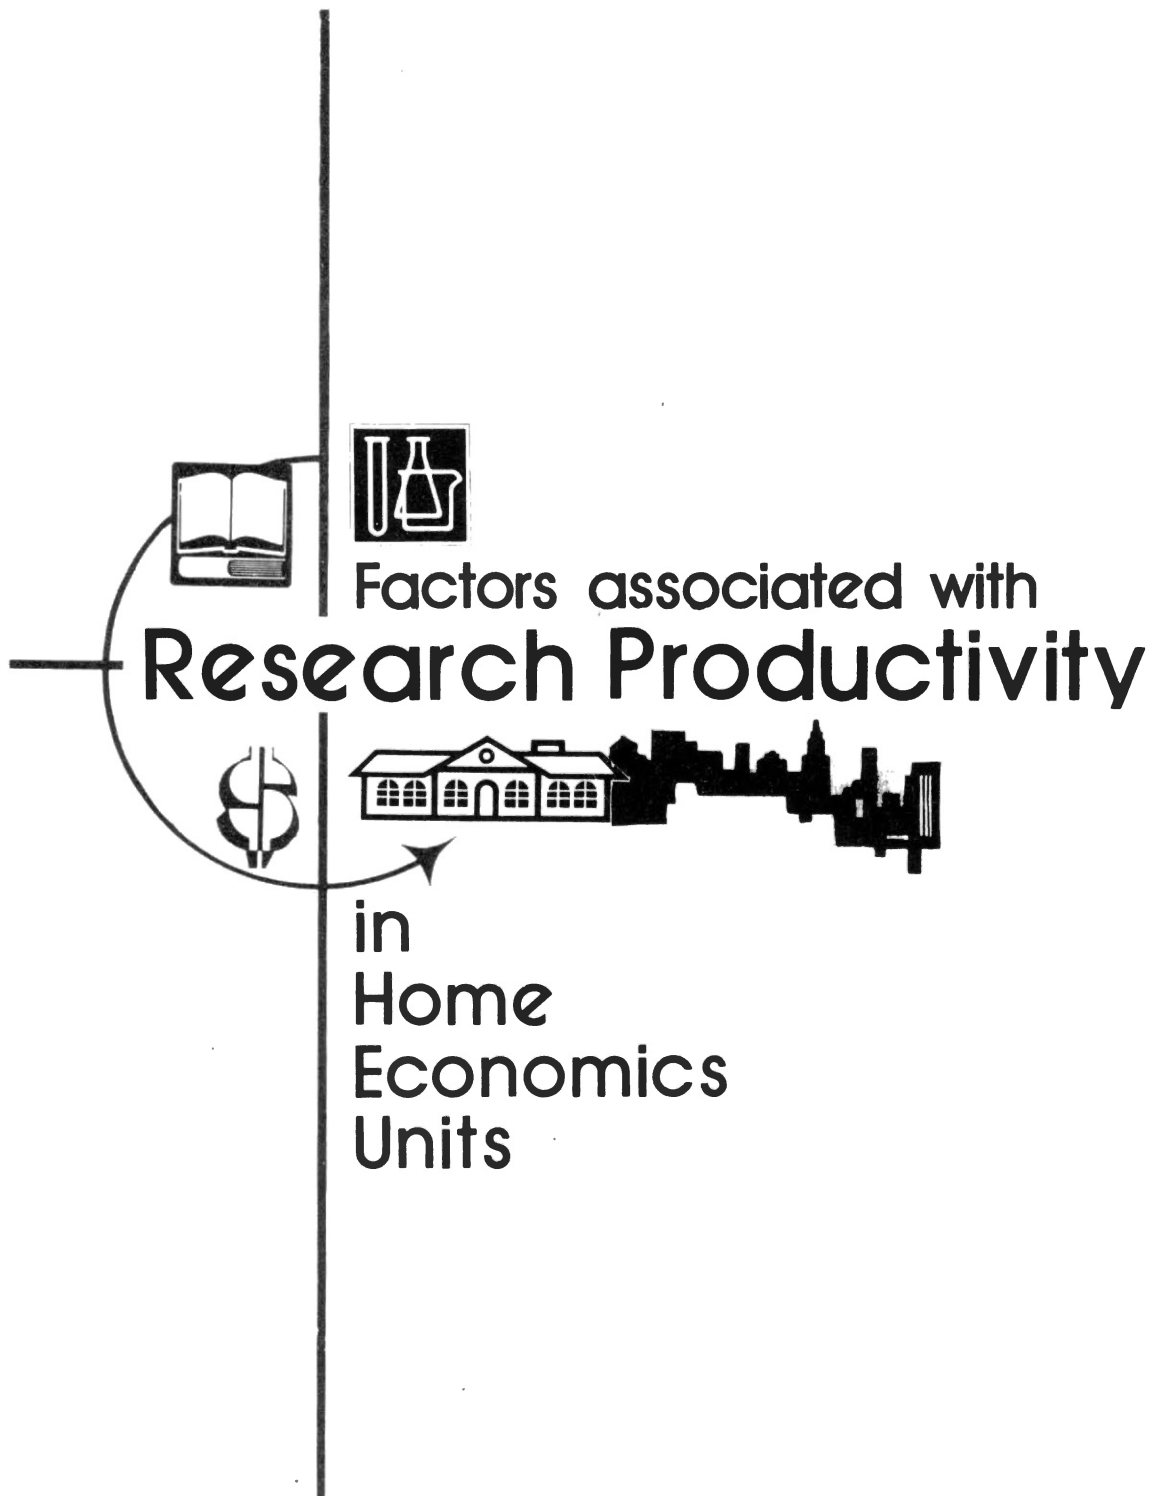 Factors associated with
Research Productivity
in
Home
Economics
Units